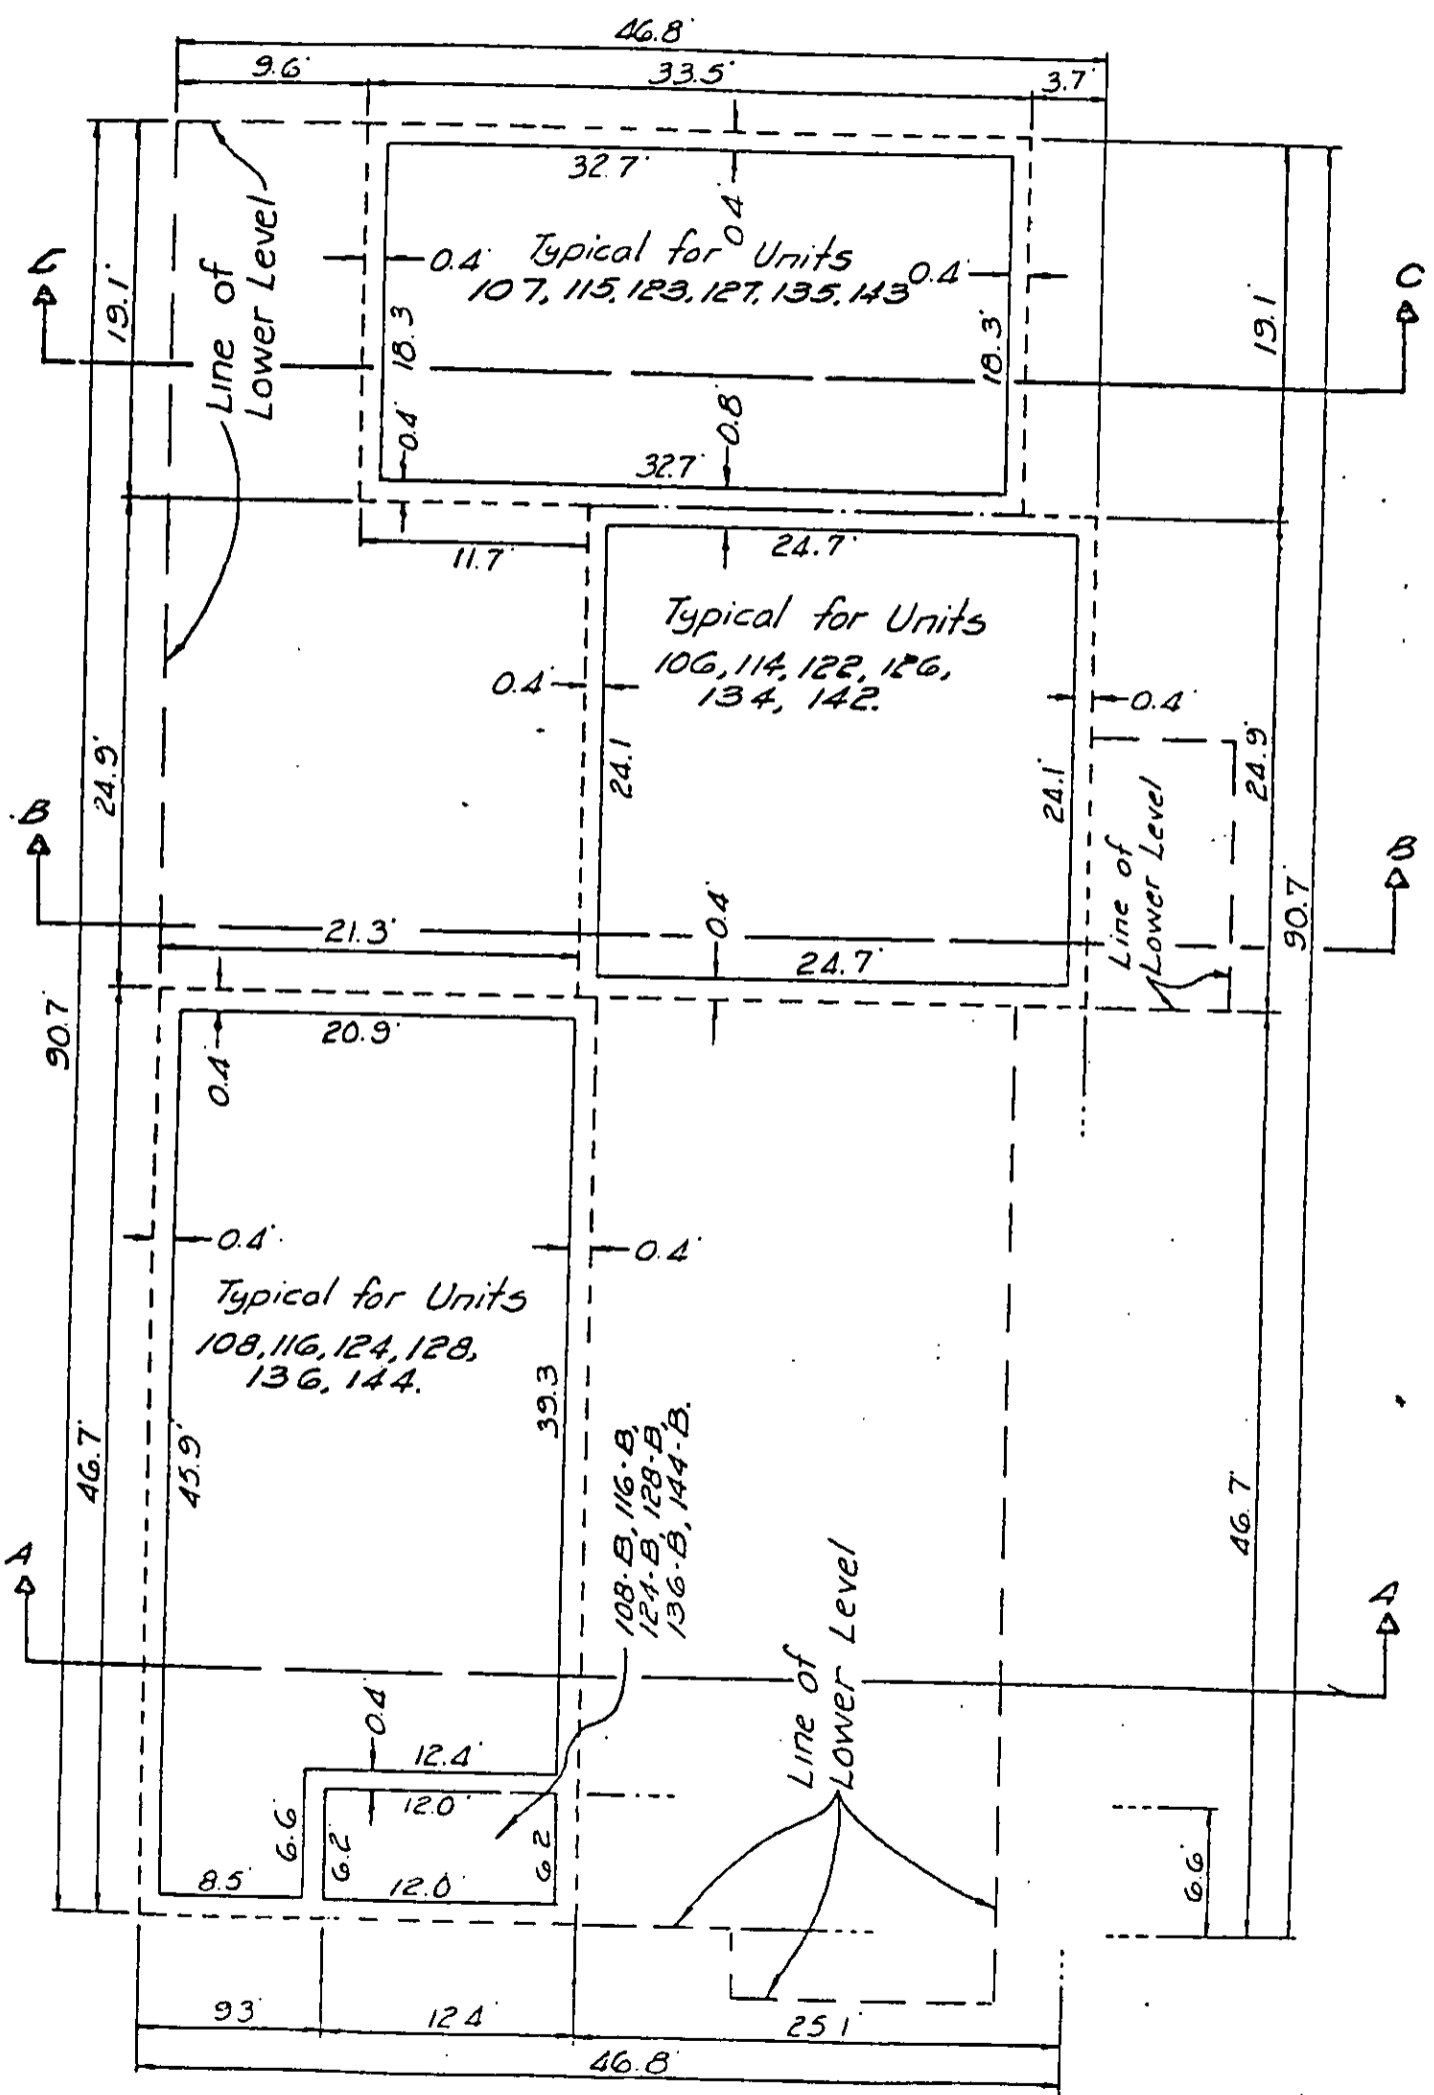 46.8'
9.6'
33.5'
3.7'
32.7'
0.4'
Line of
Lower Level
0.4'
Typical for Units
107, 115, 123, 127, 135, 143
0.4'
C
C
19.1'
19.1'
18.3
18.3'
0.4'
0.8'
32.7'
11.7'
24.7'
Typical for Units
106, 114, 122, 126,
134, 142.
0.4'
0.4'
24.9'
24.1
24.1'
24.9'
Line of
Lower Level
B
B
21.3'
0.4'
24.7'
90.7'
90.7'
20.9'
0.4'
0.4'
0.4'
Typical for Units
108, 116, 124, 128,
136, 144.
39.3
45.9'
46.7'
46.7'
108-B, 116-B,
124-B, 128-B,
136-B, 144-B.
A
A
Line of
Lower Level
0.4'
12.4'
12.0'
6.6'
6.2'
6.2
8.5'
12.0'
6.6'
9.3
12.4
25.1'
46.8'